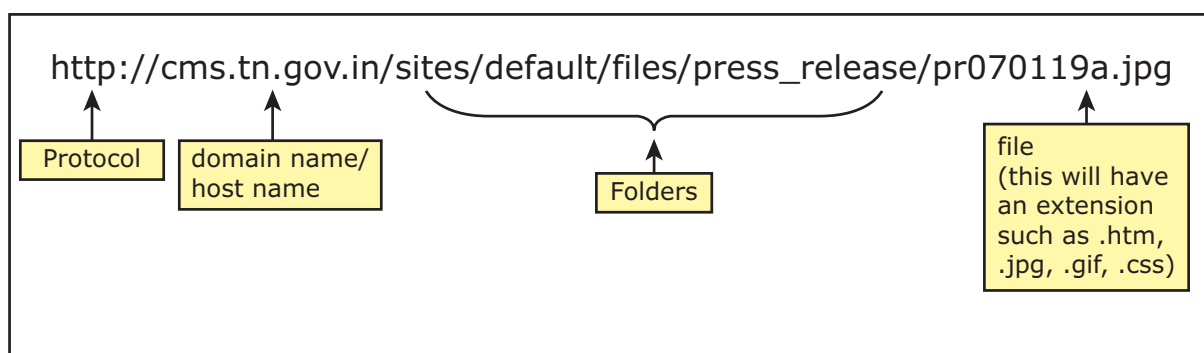 http://cms.tn.gov.in/sites/default/files/press_release/pr070119a.jpg
Protocol
domain name/
host name
Folders
file
(this will have
an extension
such as .htm,
.jpg, .gif, .css)